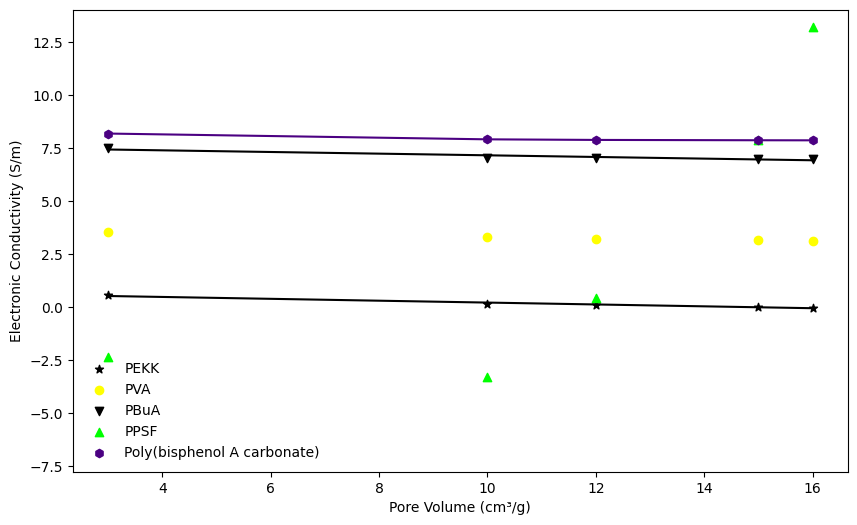 12.5
10.0
7.5
5.0
2.5
0.0
−2.5
−5.0
−7.5
Electronic Conductivity (S/m)
PEKK
PVA
PBuA
PPSF
Poly(bisphenol A carbonate)
4 6 8 10 12 14 16
Pore Volume (cm³/g)